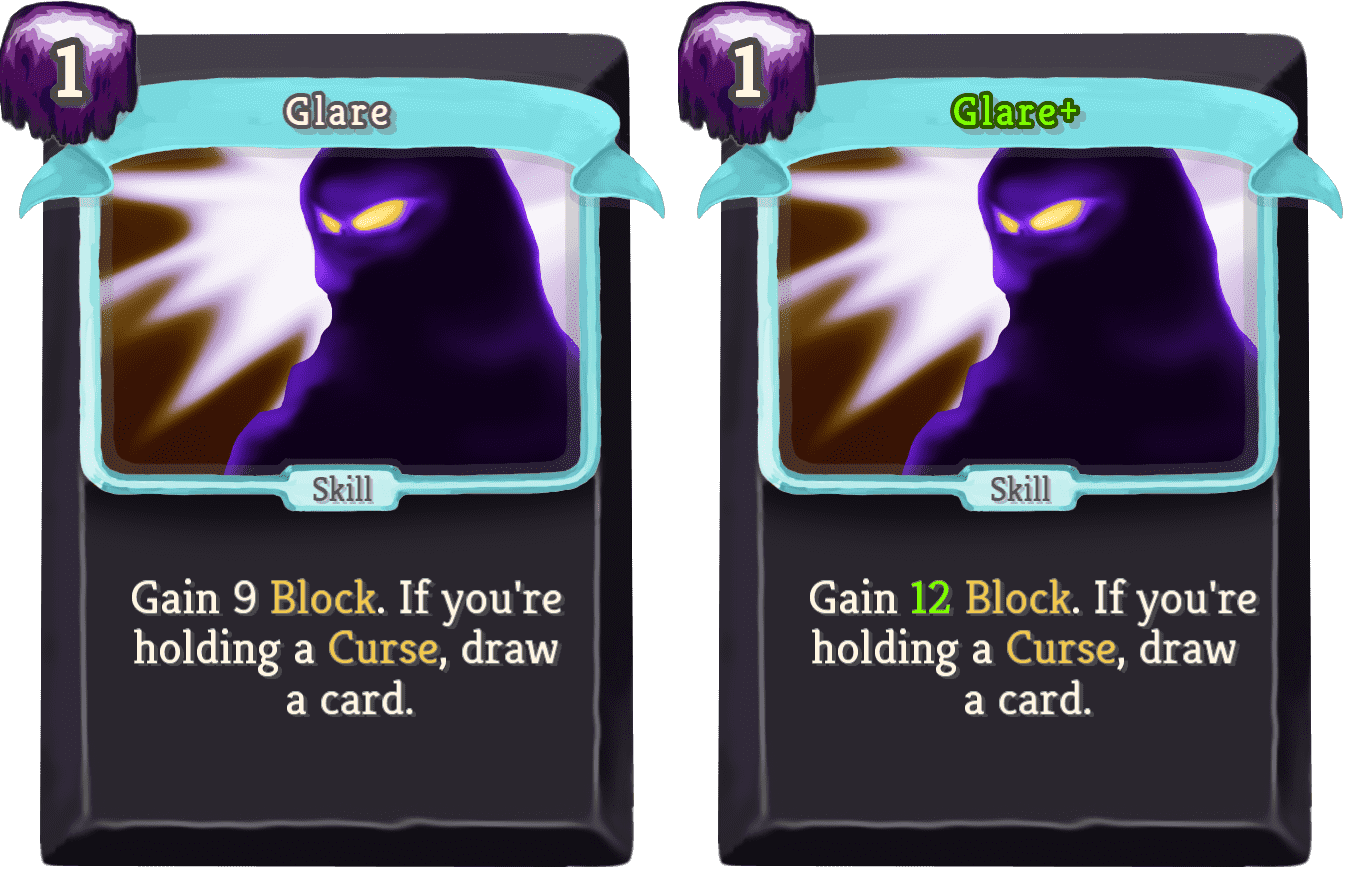 1
Glare
Skill
Gain 9 Block. If you're
holding a Curse, draw
a card.
1
Glare+
Skill
Gain 12 Block. If you're
holding a Curse, draw
a card.